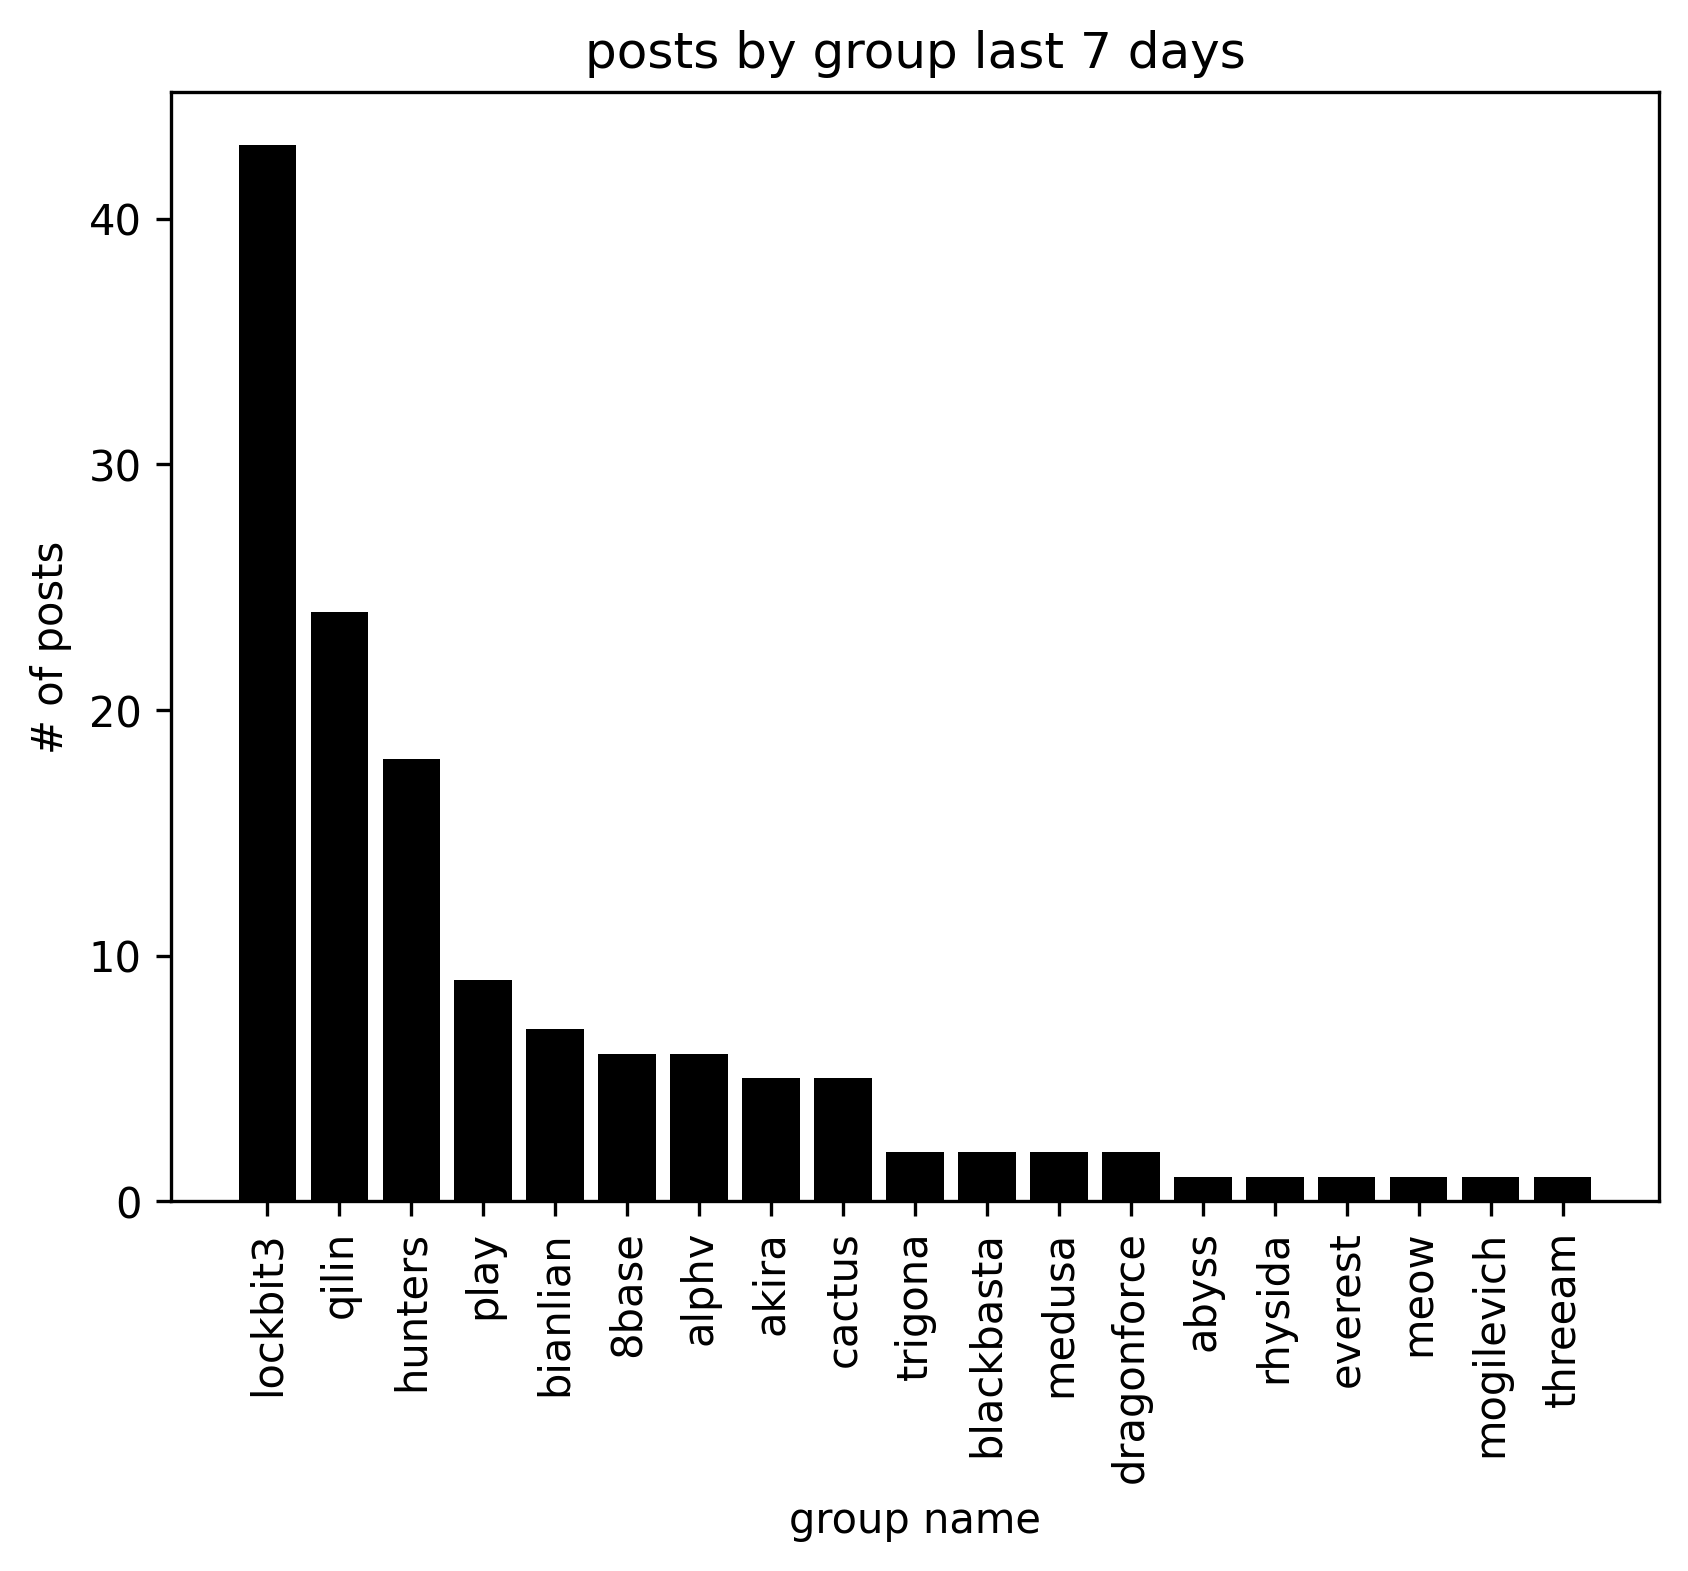 posts by group last 7 days
# of posts
40
30
20
10
0
lockbit3
qilin
hunters
play
bianlian
8base
alphv
akira
cactus
trigona
blackbasta
medusa
dragonforce
abyss
rhysida
everest
meow
mogilevich
threeam
group name